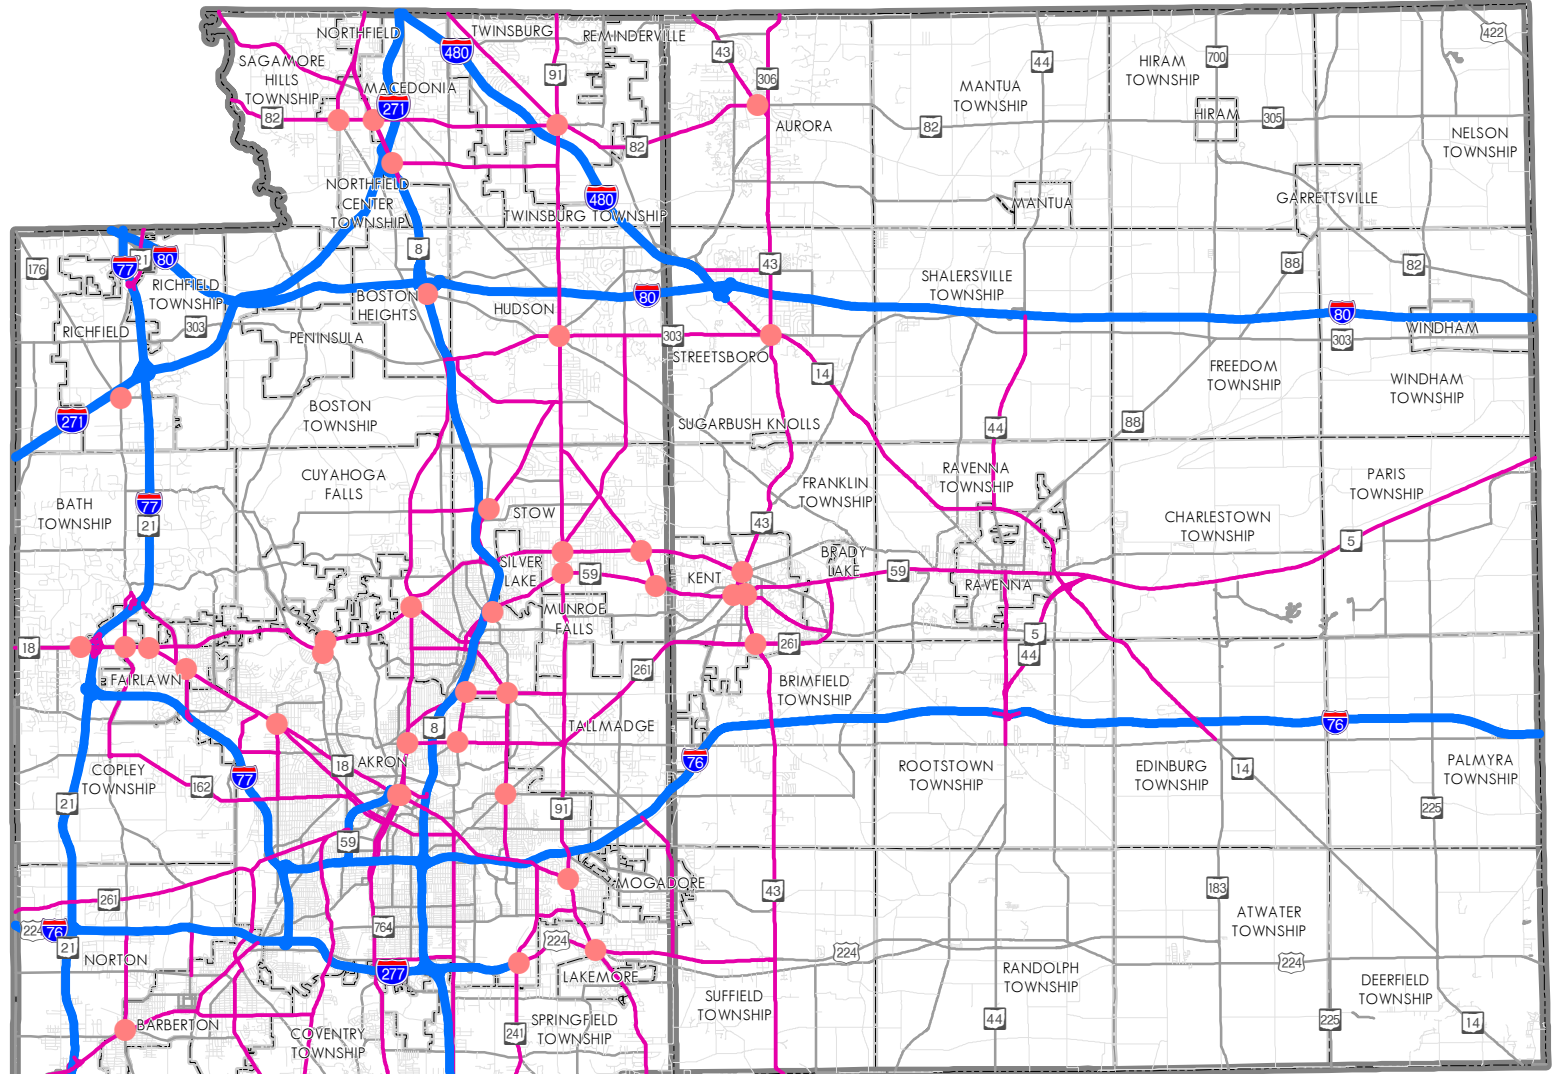 NORTHFIELD
TWINSBURG
REMINDERVILLE
422
480
43
44
700
SAGAMORE
HILLS
TOWNSHIP
91
306
HIRAM
TOWNSHIP
MACEDONIA
MANTUA
TOWNSHIP
271
82
HIRAM
305
AURORA
82
82
NELSON
TOWNSHIP
NORTHFIELD
CENTER
TOWNSHIP
480
TWINSBURG TOWNSHIP
MANTUA
GARRETTSVILLE
8
176
77
21
80
43
88
82
RICHFIELD
TOWNSHIP
SHALERSVILLE
TOWNSHIP
BOSTON
HEIGHTS
HUDSON
80
80
RICHFIELD
303
PENINSULA
303
STREETSBORO
303
WINDHAM
14
FREEDOM
TOWNSHIP
WINDHAM
TOWNSHIP
271
BOSTON
TOWNSHIP
SUGARBUSH KNOLLS
44
88
CUYAHOGA
FALLS
RAVENNA
TOWNSHIP
PARIS
TOWNSHIP
77
BATH
TOWNSHIP
21
STOW
FRANKLIN
TOWNSHIP
43
CHARLESTOWN
TOWNSHIP
5
SILVER
LAKE
59
KENT
BRADY
LAKE
59
RAVENNA
MUNROE
FALLS
18
261
5
44
261
FAIRLAWN
BRIMFIELD
TOWNSHIP
8
TALLMADGE
76
76
18
AKRON
COPLEY
TOWNSHIP
77
162
ROOTSTOWN
TOWNSHIP
EDINBURG
TOWNSHIP
14
PALMYRA
TOWNSHIP
21
91
225
59
MOGADORE
43
183
261
764
ATWATER
TOWNSHIP
224
76
21
224
224
224
NORTON
277
LAKEMORE
RANDOLPH
TOWNSHIP
DEERFIELD
TOWNSHIP
SUFFIELD
TOWNSHIP
BARBERTON
COVENTRY
TOWNSHIP
241
SPRINGFIELD
TOWNSHIP
44
225
14